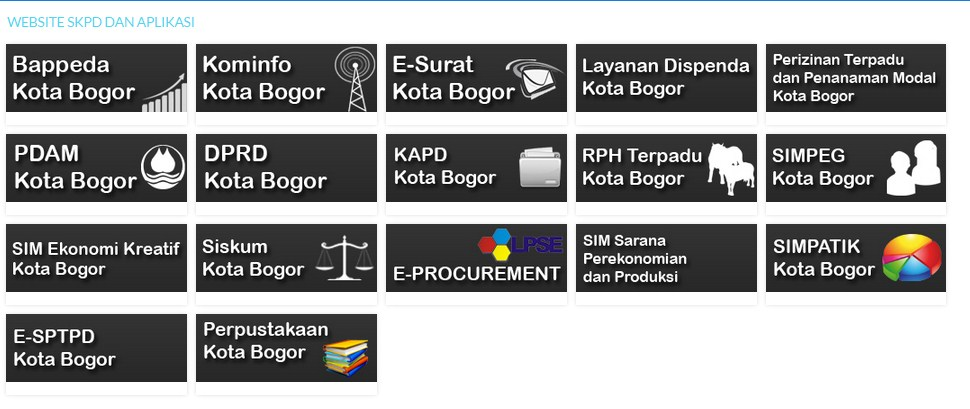 WEBSITE SKPD DAN APLIKASI
Bappeda
Kota Bogor
Kominfo
Kota Bogor
E-Surat
Kota Bogor
Layanan Dispenda
Kota Bogor
Perizinan Terpadu
dan Penanaman Modal
Kota Bogor
PDAM
Kota Bogor
DPRD
Kota Bogor
KAPD
Kota Bogor
RPH Terpadu
Kota Bogor
SIMPEG
Kota Bogor
SIM Ekonomi Kreatif
Kota Bogor
Siskum
Kota Bogor
LPSE
E-PROCUREMENT
SIM Sarana
Perekonomian
dan Produksi
SIMPATIK
Kota Bogor
E-SPTPD
Kota Bogor
Perpustakaan
Kota Bogor